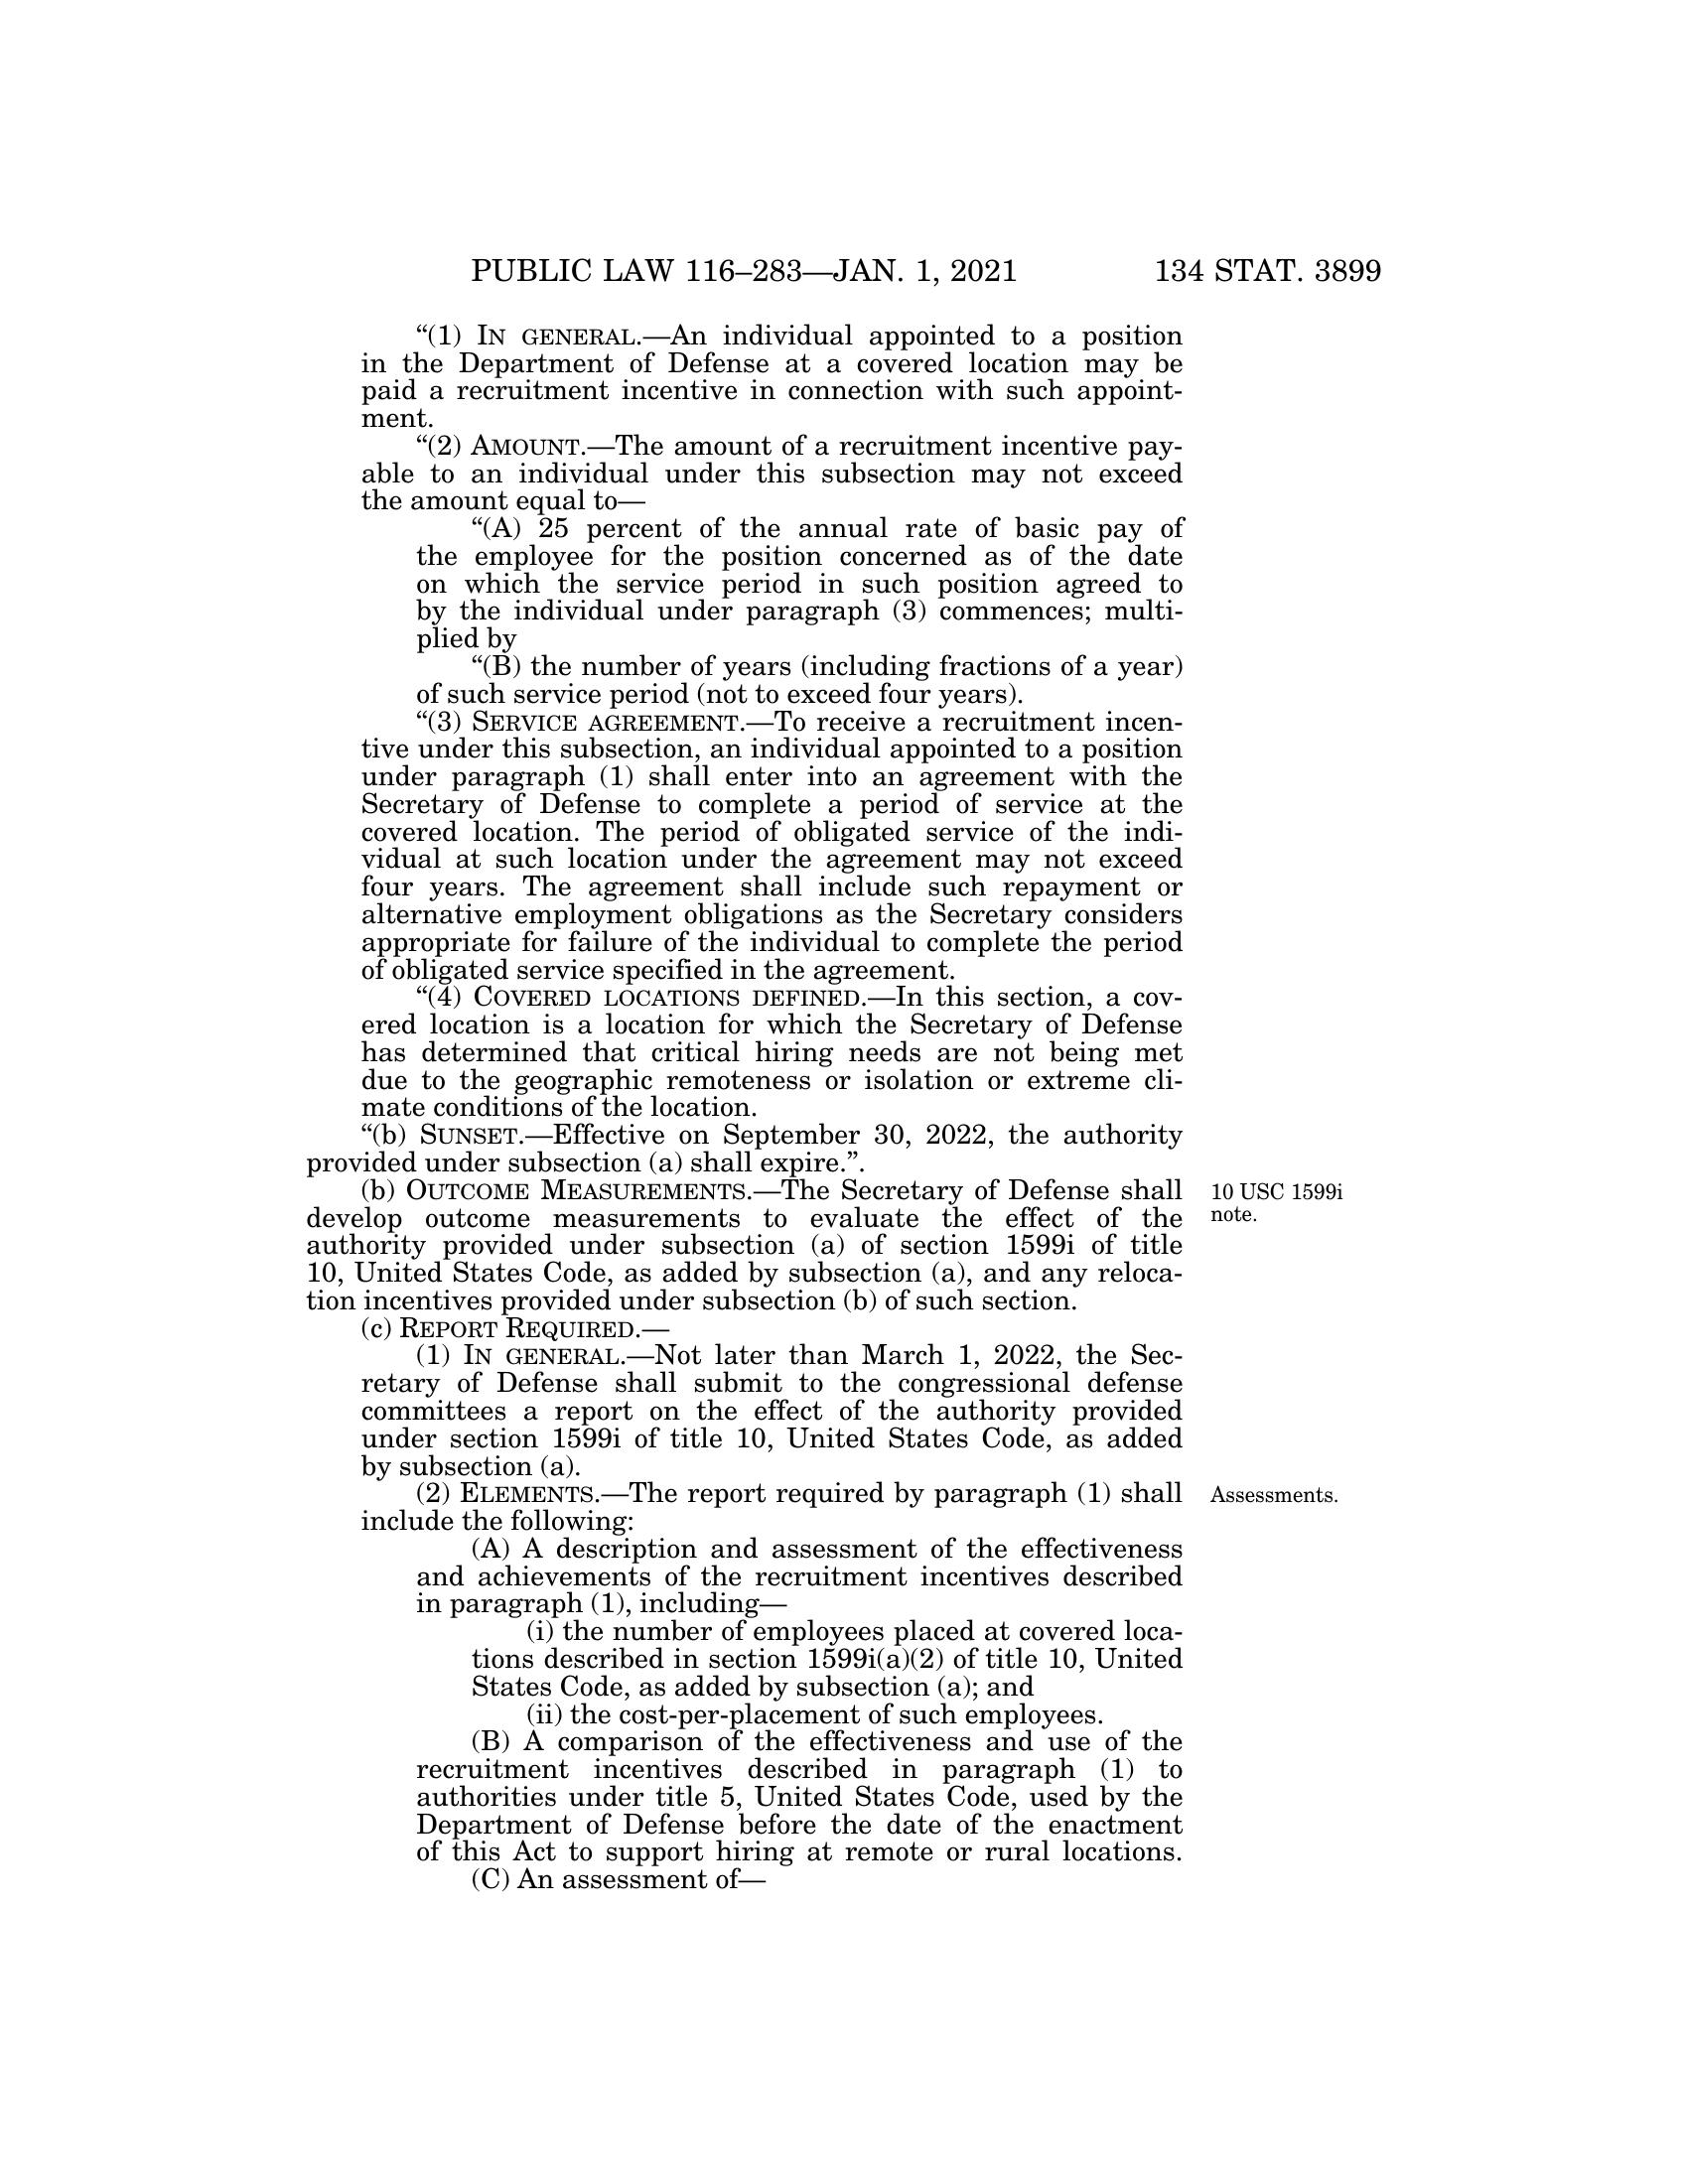 PUBLIC LAW 116–283—JAN. 1, 2021 134 STAT. 3899
“(1) IN GENERAL.—An individual appointed to a position
in the Department of Defense at a covered location may be
paid a recruitment incentive in connection with such appoint-
ment.
“(2) AMOUNT.—The amount of a recruitment incentive pay-
able to an individual under this subsection may not exceed
the amount equal to—
“(A) 25 percent of the annual rate of basic pay of
the employee for the position concerned as of the date
on which the service period in such position agreed to
by the individual under paragraph (3) commences; multi-
plied by
“(B) the number of years (including fractions of a year)
of such service period (not to exceed four years).
“(3) SERVICE AGREEMENT.—To receive a recruitment incen-
tive under this subsection, an individual appointed to a position
under paragraph (1) shall enter into an agreement with the
Secretary of Defense to complete a period of service at the
covered location. The period of obligated service of the indi-
vidual at such location under the agreement may not exceed
four years. The agreement shall include such repayment or
alternative employment obligations as the Secretary considers
appropriate for failure of the individual to complete the period
of obligated service specified in the agreement.
“(4) COVERED LOCATIONS DEFINED.—In this section, a cov-
ered location is a location for which the Secretary of Defense
has determined that critical hiring needs are not being met
due to the geographic remoteness or isolation or extreme cli-
mate conditions of the location.
“(b) SUNSET.—Effective on September 30, 2022, the authority
provided under subsection (a) shall expire.”.
(b) OUTCOME MEASUREMENTS.—The Secretary of Defense shall
develop outcome measurements to evaluate the effect of the
authority provided under subsection (a) of section 1599i of title
10, United States Code, as added by subsection (a), and any reloca-
tion incentives provided under subsection (b) of such section.
10 USC 1599i
note.
(c) REPORT REQUIRED.—
(1) IN GENERAL.—Not later than March 1, 2022, the Sec-
retary of Defense shall submit to the congressional defense
committees a report on the effect of the authority provided
under section 1599i of title 10, United States Code, as added
by subsection (a).
(2) ELEMENTS.—The report required by paragraph (1) shall
include the following:
Assessments.
(A) A description and assessment of the effectiveness
and achievements of the recruitment incentives described
in paragraph (1), including—
(i) the number of employees placed at covered loca-
tions described in section 1599i(a)(2) of title 10, United
States Code, as added by subsection (a); and
(ii) the cost-per-placement of such employees.
(B) A comparison of the effectiveness and use of the
recruitment incentives described in paragraph (1) to
authorities under title 5, United States Code, used by the
Department of Defense before the date of the enactment
of this Act to support hiring at remote or rural locations.
(C) An assessment of—